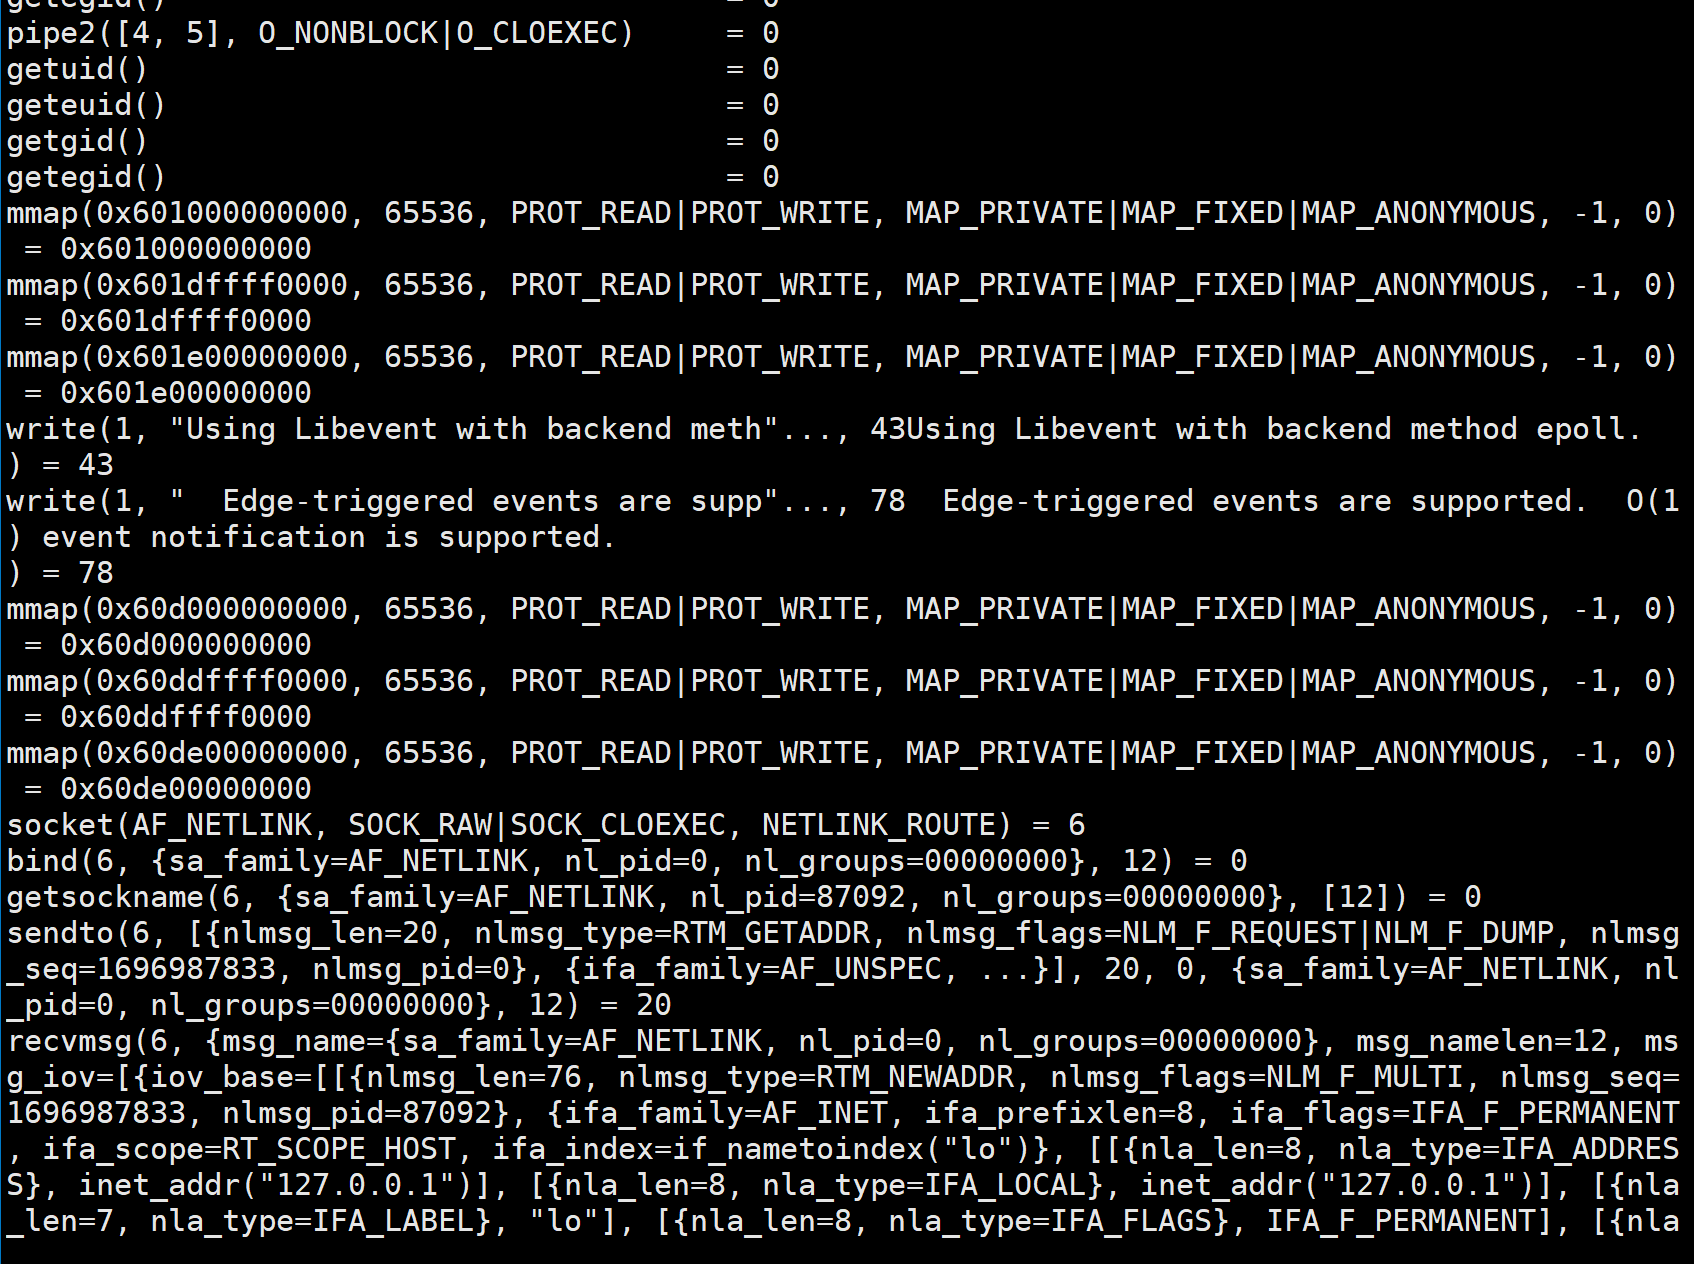 getegid()                               = 0
pipe2([4, 5], O_NONBLOCK|O_CLOEXEC)     = 0
getuid()                                = 0
geteuid()                               = 0
getgid()                                = 0
getegid()                               = 0
mmap(0x601000000000, 65536, PROT_READ|PROT_WRITE, MAP_PRIVATE|MAP_FIXED|MAP_ANONYMOUS, -1, 0)
 = 0x601000000000
mmap(0x601dffff0000, 65536, PROT_READ|PROT_WRITE, MAP_PRIVATE|MAP_FIXED|MAP_ANONYMOUS, -1, 0)
 = 0x601dffff0000
mmap(0x601e00000000, 65536, PROT_READ|PROT_WRITE, MAP_PRIVATE|MAP_FIXED|MAP_ANONYMOUS, -1, 0)
 = 0x601e00000000
write(1, "Using Libevent with backend meth"..., 43Using Libevent with backend method epoll.
) = 43
write(1, "  Edge-triggered events are supp"..., 78  Edge-triggered events are supported.  O(1
) event notification is supported.
) = 78
mmap(0x60d000000000, 65536, PROT_READ|PROT_WRITE, MAP_PRIVATE|MAP_FIXED|MAP_ANONYMOUS, -1, 0)
 = 0x60d000000000
mmap(0x60ddffff0000, 65536, PROT_READ|PROT_WRITE, MAP_PRIVATE|MAP_FIXED|MAP_ANONYMOUS, -1, 0)
 = 0x60ddffff0000
mmap(0x60de00000000, 65536, PROT_READ|PROT_WRITE, MAP_PRIVATE|MAP_FIXED|MAP_ANONYMOUS, -1, 0)
 = 0x60de00000000
socket(AF_NETLINK, SOCK_RAW|SOCK_CLOEXEC, NETLINK_ROUTE) = 6
bind(6, {sa_family=AF_NETLINK, nl_pid=0, nl_groups=00000000}, 12) = 0
getsockname(6, {sa_family=AF_NETLINK, nl_pid=87092, nl_groups=00000000}, [12]) = 0
sendto(6, [{nlmsg_len=20, nlmsg_type=RTM_GETADDR, nlmsg_flags=NLM_F_REQUEST|NLM_F_DUMP, nlmsg
_seq=1696987833, nlmsg_pid=0}, {ifa_family=AF_UNSPEC, ...}], 20, 0, {sa_family=AF_NETLINK, nl
_pid=0, nl_groups=00000000}, 12) = 20
recvmsg(6, {msg_name={sa_family=AF_NETLINK, nl_pid=0, nl_groups=00000000}, msg_namelen=12, ms
g_iov=[{iov_base=[[{nlmsg_len=76, nlmsg_type=RTM_NEWADDR, nlmsg_flags=NLM_F_MULTI, nlmsg_seq=
1696987833, nlmsg_pid=87092}, {ifa_family=AF_INET, ifa_prefixlen=8, ifa_flags=IFA_F_PERMANENT
, ifa_scope=RT_SCOPE_HOST, ifa_index=if_nametoindex("lo")}, [[{nla_len=8, nla_type=IFA_ADDRES
S}, inet_addr("127.0.0.1")], [{nla_len=8, nla_type=IFA_LOCAL}, inet_addr("127.0.0.1")], [{nla
_len=7, nla_type=IFA_LABEL}, "lo"], [{nla_len=8, nla_type=IFA_FLAGS}, IFA_F_PERMANENT], [{nla